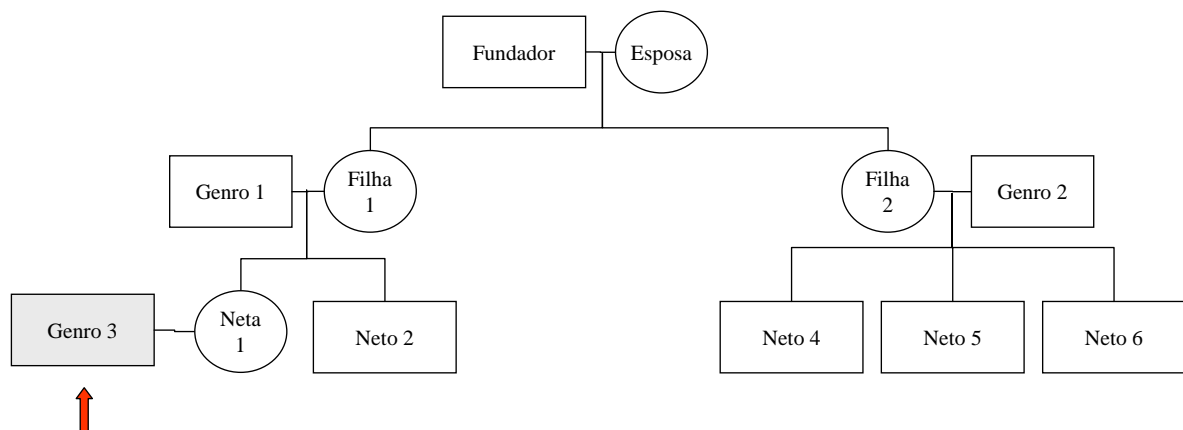 Fundador
Esposa
Genro 1
Filha
1
Filha
2
Genro 2
Genro 3
Neta
1
Neto 2
Neto 4
Neto 5
Neto 6